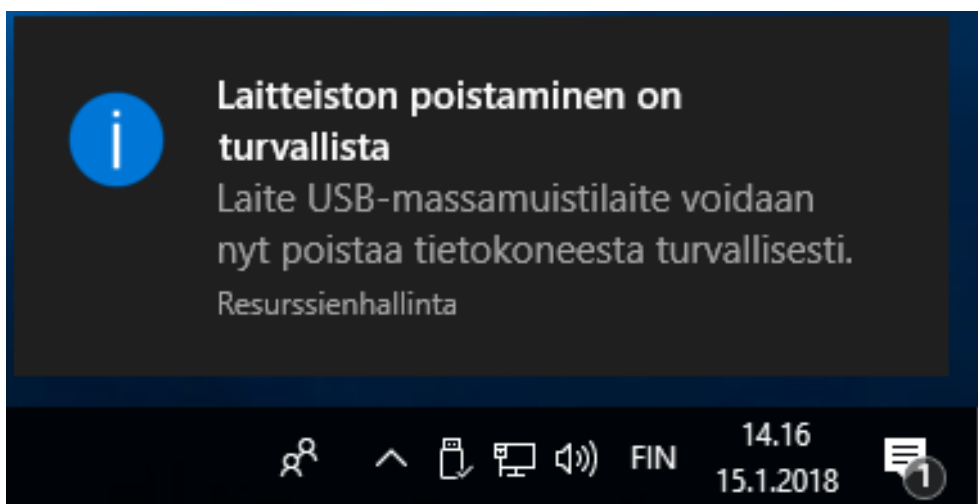 Laitteiston poistaminen on
turvallista
Laite USB-massamuistilaite voidaan
nyt poistaa tietokoneesta turvallisesti.
Resurssienhallinta
FIN
14.16
15.1.2018
1